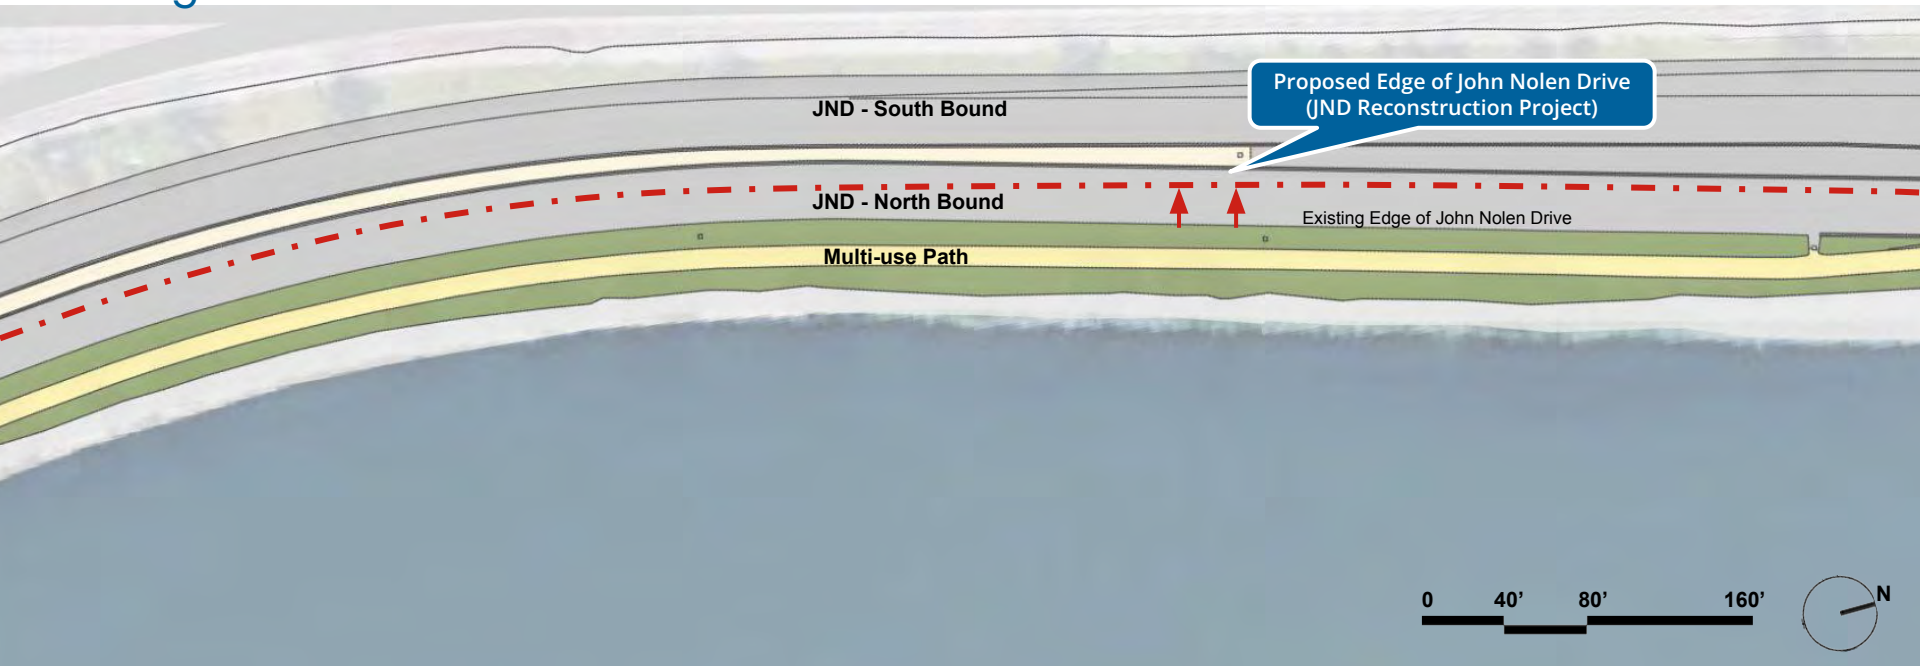 Proposed Edge of John Nolen Drive
(JND Reconstruction Project)
JND - South Bound
JND - North Bound
Existing Edge of John Nolen Drive
Multi-use Path
0 40’ 80’ 160’
N